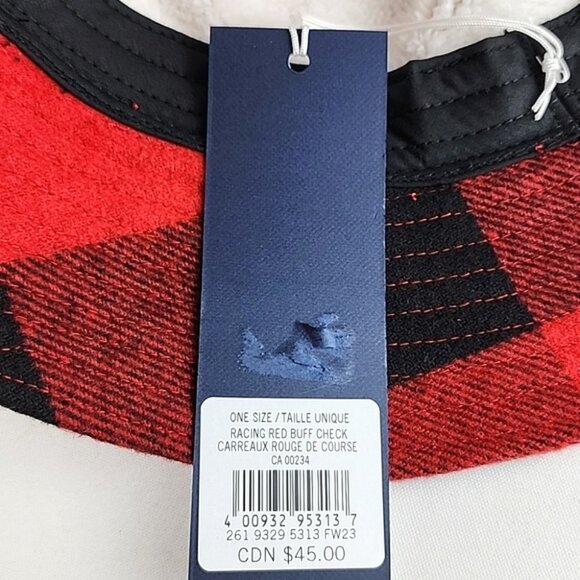 ONE SIZE / TAILLE UNIQUE
RACING RED BUFF CHECK
CARREAUX ROUGE DE COURSE
CA 00234
4 00932 95313 7
261 9329 5313 FW23
CDN $45.00